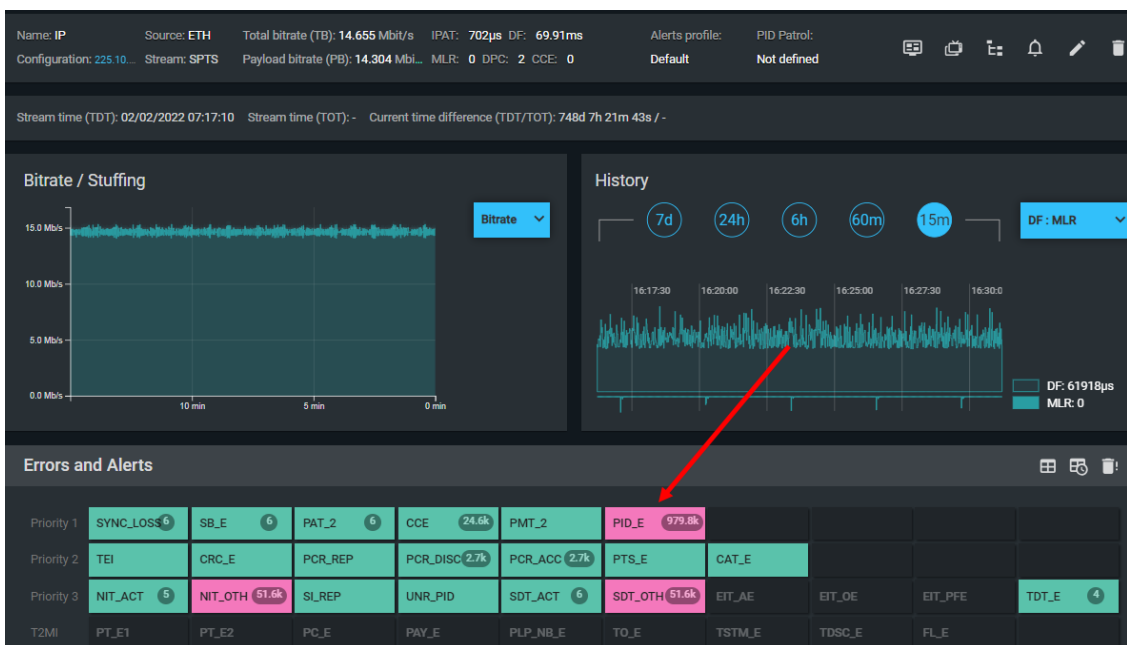 Name: IP Source: ETH Total bitrate (TB): 14.655 Mbit/s IPAT: 702µs DF: 69.91ms Alerts profile: PID Patrol:
Configuration: 225.10... Stream: SPTS Payload bitrate (PB): 14.304 Mbi... MLR: 0 DPC: 2 CCE: 0 Default Not defined
Stream time (TDT): 02/02/2022 07:17:10 Stream time (TOT): - Current time difference (TDT/TOT): 748d 7h 21m 43s / -
Bitrate / Stuffing
Bitrate
15.0 Mb/s
10.0 Mb/s
5.0 Mb/s
0.0 Mb/s
10 min 5 min 0 min
History
7d 24h 6h 60m 15m DF : MLR
16:17:30 16:20:00 16:22:30 16:25:00 16:27:30 16:30:0
DF: 61918µs
MLR: 0
Errors and Alerts
Priority 1 SYNC_LOSS 6 SB_E 6 PAT_2 6 CCE 24.6k PMT_2 PID_E 979.8k
Priority 2 TEI CRC_E PCR_REP PCR_DISC 2.7k PCR_ACC 2.7k PTS_E CAT_E
Priority 3 NIT_ACT 5 NIT_OTH 51.6k SI_REP UNR_PID SDT_ACT 6 SDT_OTH 51.6k EIT_AE EIT_OE EIT_PFE TDT_E 4
T2MI PT_E1 PT_E2 PC_E PAY_E PLP_NB_E TO_E TSTM_E TDSC_E FL_E